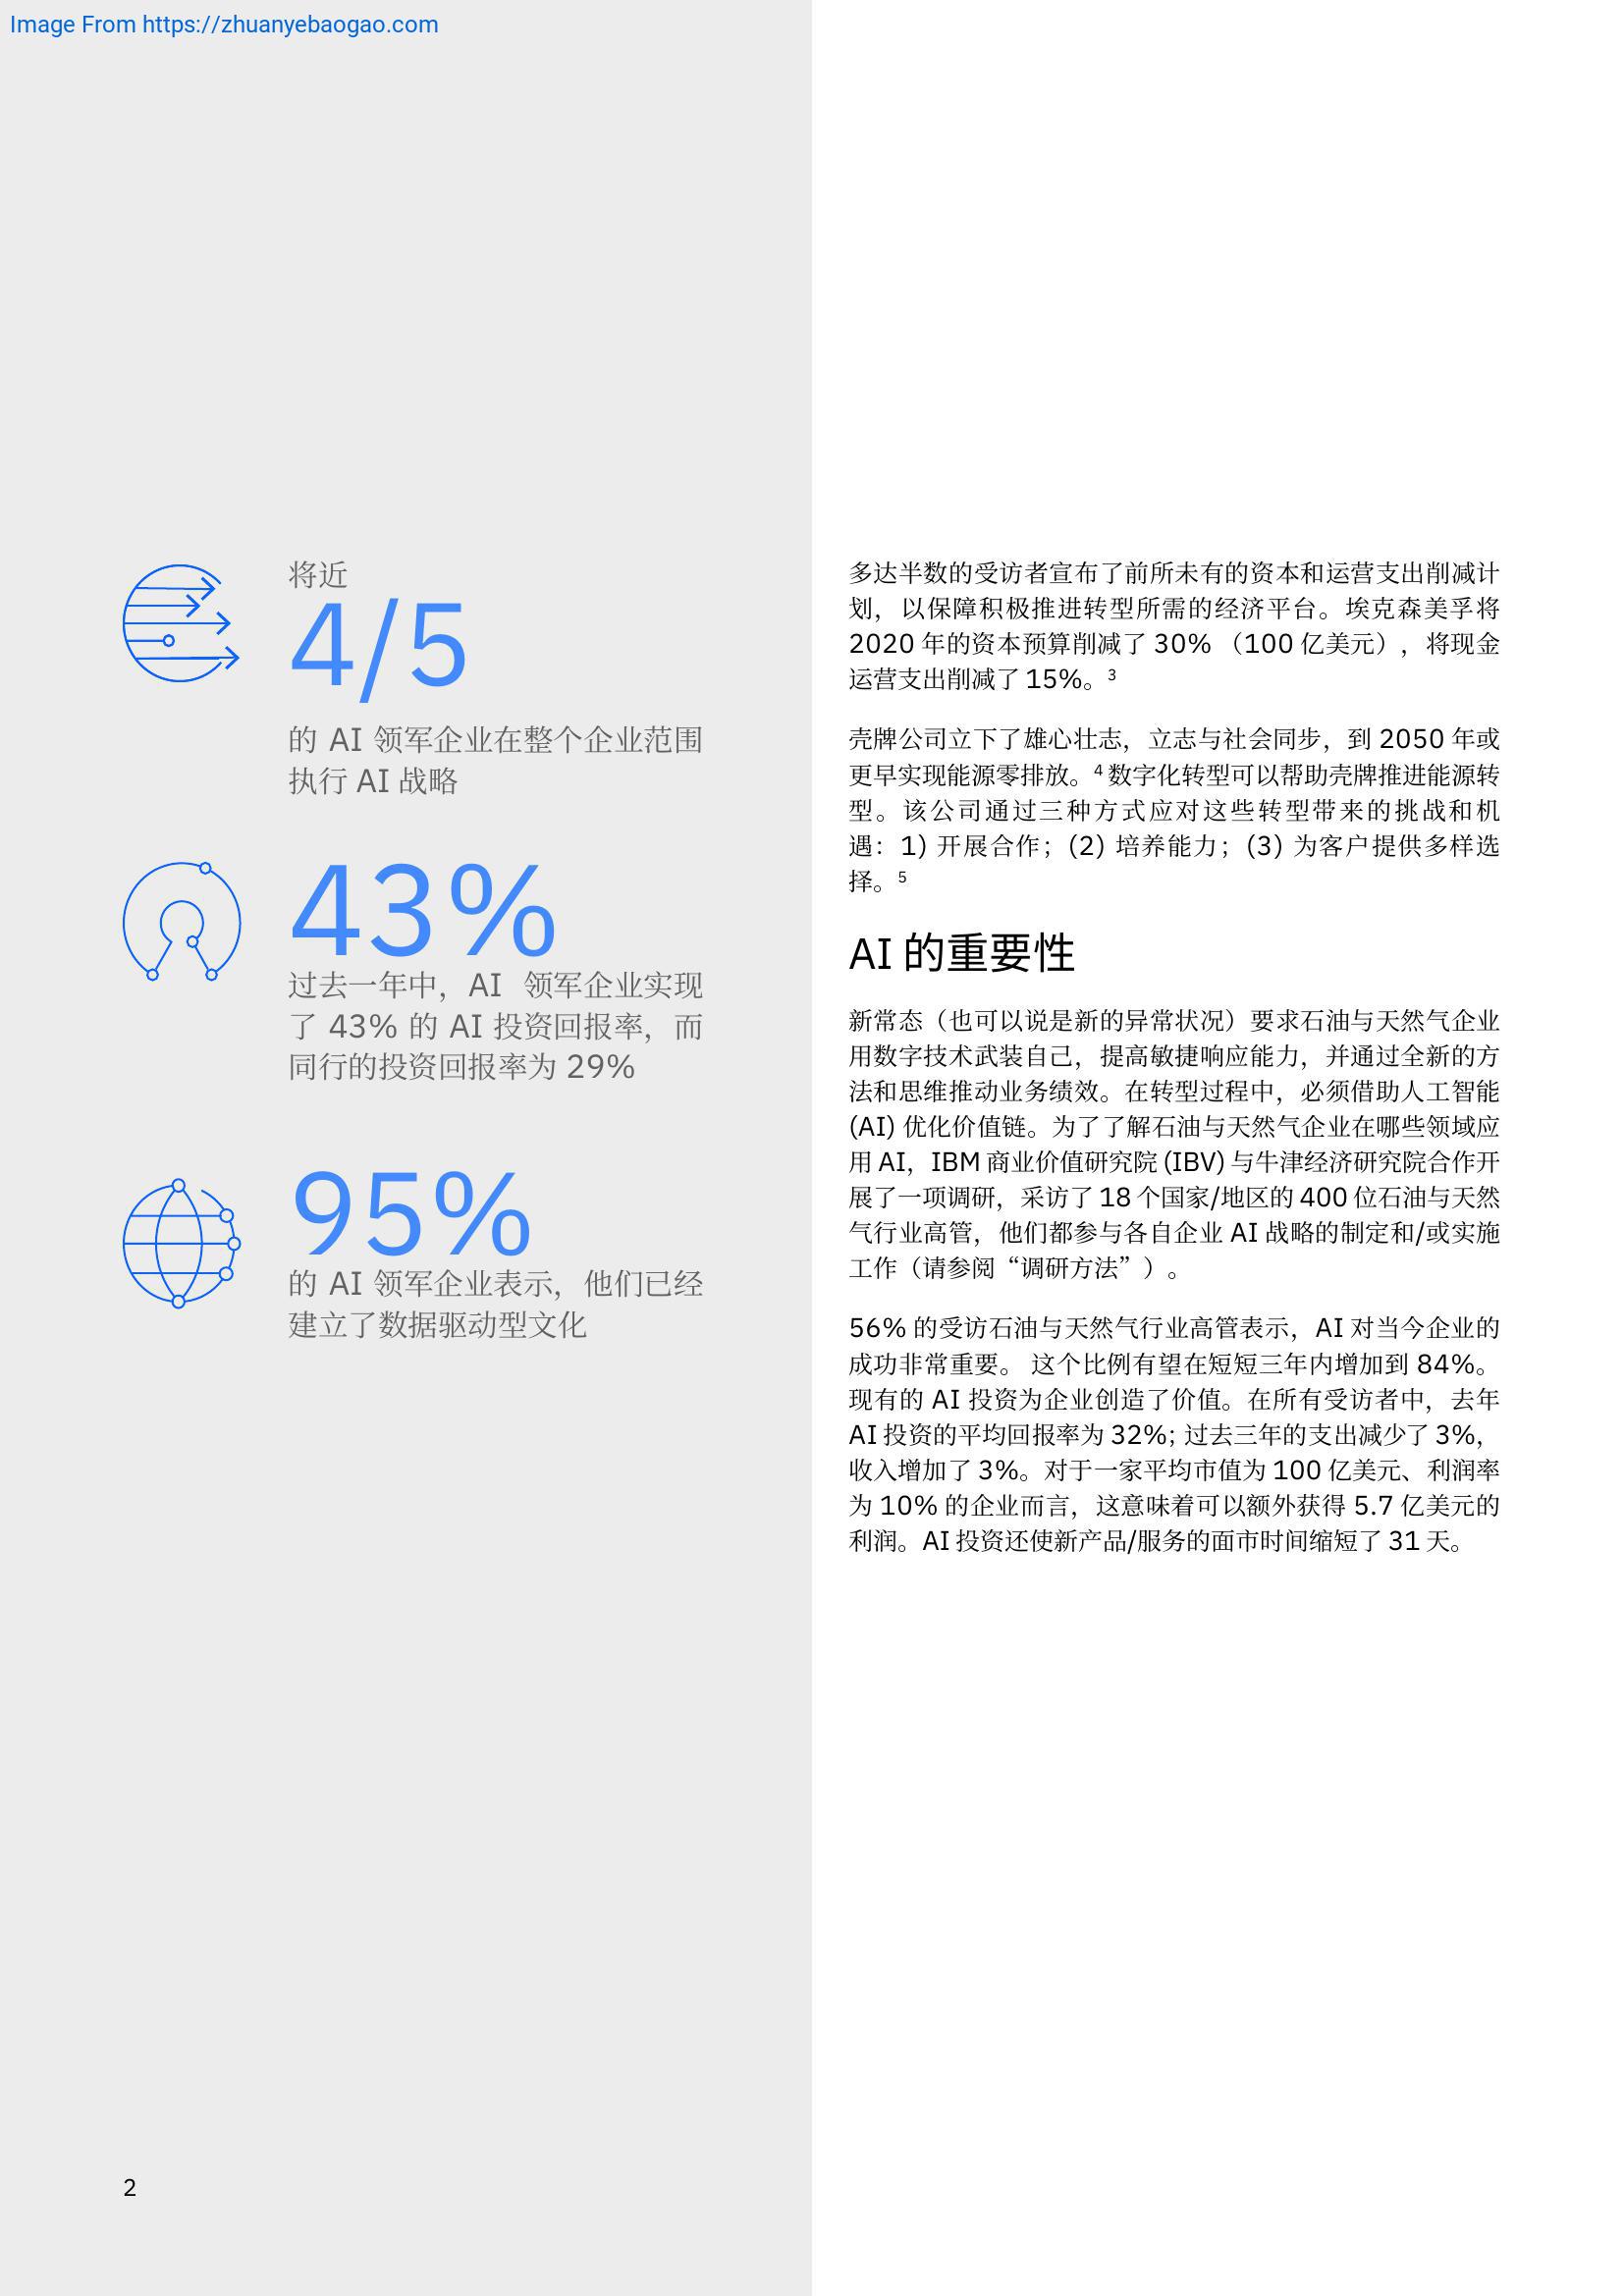 Image From https://zhuanyebaogao.com
将近
4/5
的 AI 领军企业在整个企业范围
执行 AI 战略
43%
过去一年中，AI 领军企业实现
了 43% 的 AI 投资回报率，而
同行的投资回报率为 29%
95%
的 AI 领军企业表示，他们已经
建立了数据驱动型文化
2
多达半数的受访者宣布了前所未有的资本和运营支出削减计
划，以保障积极推进转型所需的经济平台。埃克森美孚将
2020 年的资本预算削减了 30% （100 亿美元），将现金
运营支出削减了 15%。³
壳牌公司立下了雄心壮志，立志与社会同步，到 2050 年或
更早实现能源零排放。⁴ 数字化转型可以帮助壳牌推进能源转
型。该公司通过三种方式应对这些转型带来的挑战和机
遇：1) 开展合作；(2) 培养能力；(3) 为客户提供多样选
择。⁵
AI 的重要性
新常态（也可以说是新的异常状况）要求石油与天然气企业
用数字技术武装自己，提高敏捷响应能力，并通过全新的方
法和思维推动业务绩效。在转型过程中，必须借助人工智能
(AI) 优化价值链。为了了解石油与天然气企业在哪些领域应
用 AI，IBM 商业价值研究院 (IBV) 与牛津经济研究院合作开
展了一项调研，采访了 18 个国家/地区的 400 位石油与天然
气行业高管，他们都参与各自企业 AI 战略的制定和/或实施
工作（请参阅“调研方法”）。
56% 的受访石油与天然气行业高管表示，AI 对当今企业的
成功非常重要。 这个比例有望在短短三年内增加到 84%。
现有的 AI 投资为企业创造了价值。在所有受访者中，去年
AI 投资的平均回报率为 32%；过去三年的支出减少了 3%，
收入增加了 3%。对于一家平均市值为 100 亿美元、利润率
为 10% 的企业而言，这意味着可以额外获得 5.7 亿美元的
利润。AI 投资还使新产品/服务的面市时间缩短了 31 天。